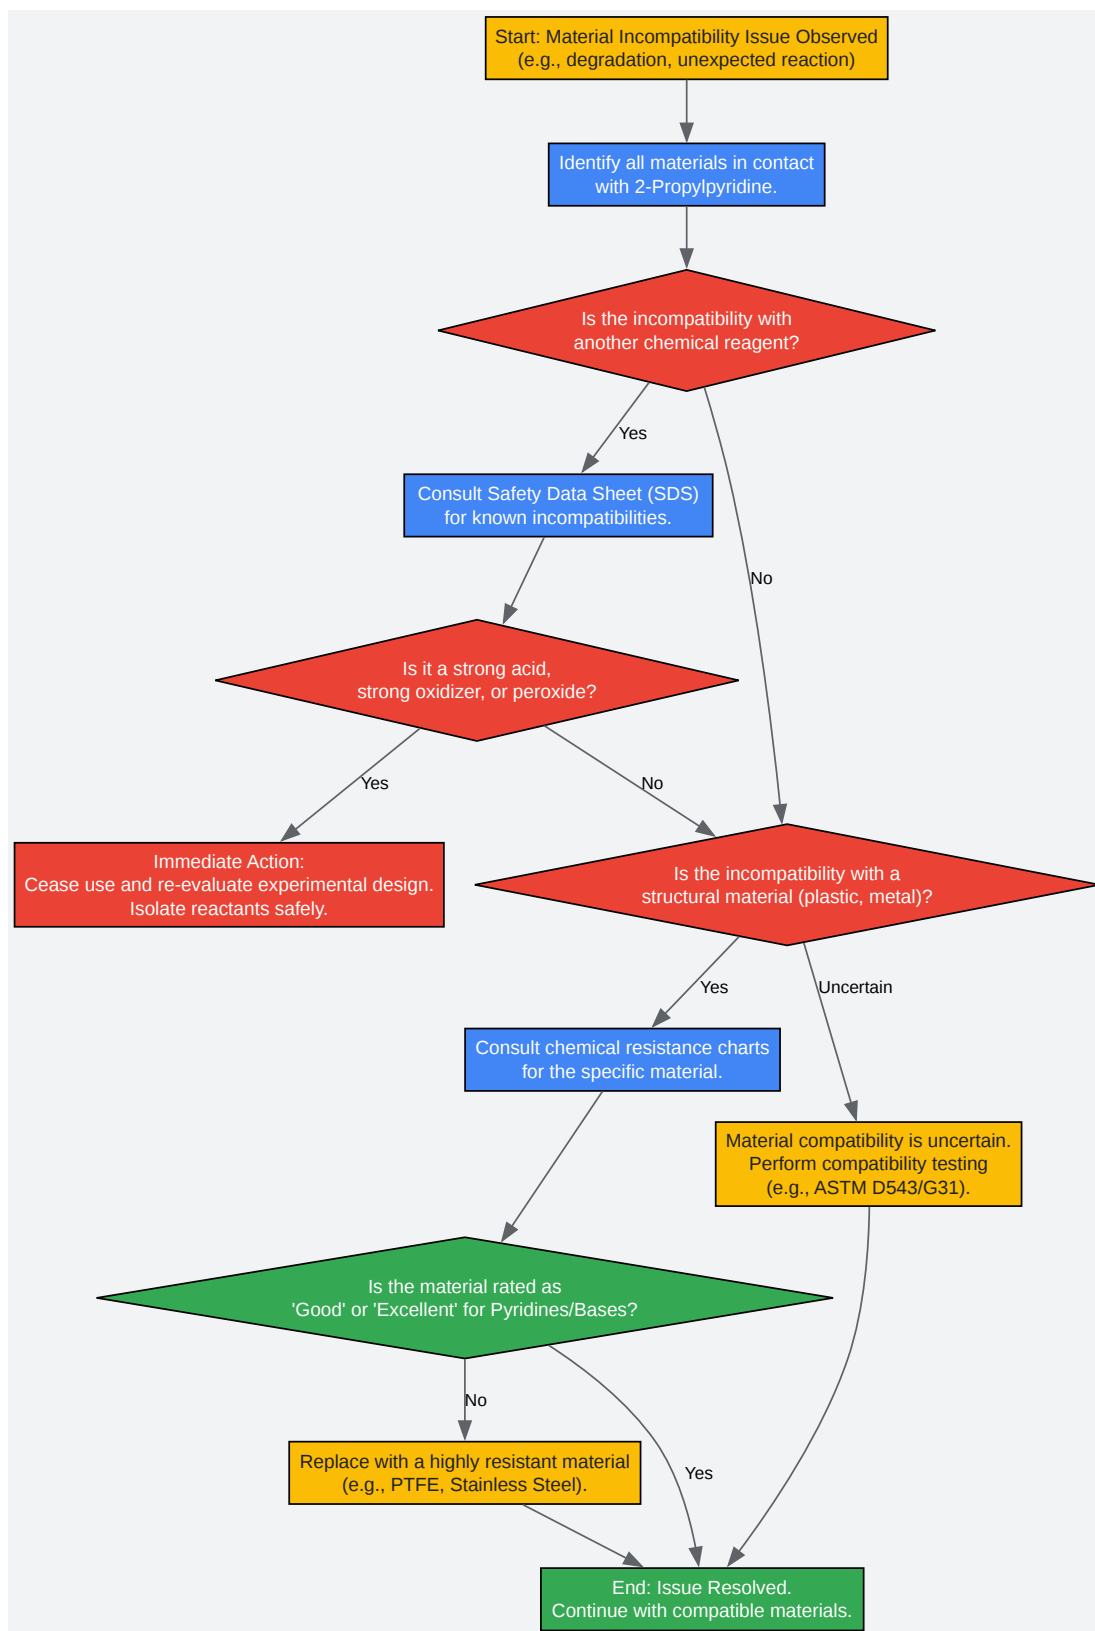 Start: Material Incompatibility Issue Observed
(e.g., degradation, unexpected reaction)
Identify all materials in contact
with 2-Propylpyridine.
Is the incompatibility with
another chemical reagent?
Yes
Consult Safety Data Sheet (SDS)
for known incompatibilities.
No
Is it a strong acid,
strong oxidizer, or peroxide?
Yes
No
Immediate Action:
Cease use and re-evaluate experimental design.
Isolate reactants safely.
Is the incompatibility with a
structural material (plastic, metal)?
Yes
Uncertain
Consult chemical resistance charts
for the specific material.
Material compatibility is uncertain.
Perform compatibility testing
(e.g., ASTM D543/G31).
Is the material rated as
'Good' or 'Excellent' for Pyridines/Bases?
No
Replace with a highly resistant material
(e.g., PTFE, Stainless Steel).
Yes
End: Issue Resolved.
Continue with compatible materials.